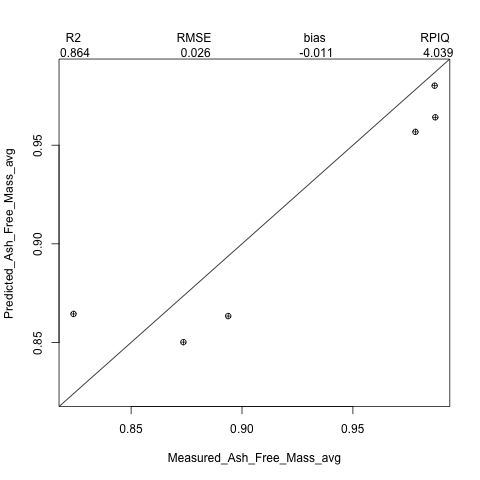 R2 RMSE bias RPIQ
0.864 0.026 -0.011 4.039
Predicted_Ash_Free_Mass_avg
0.95
0.90
0.85
0.85 0.90 0.95
Measured_Ash_Free_Mass_avg